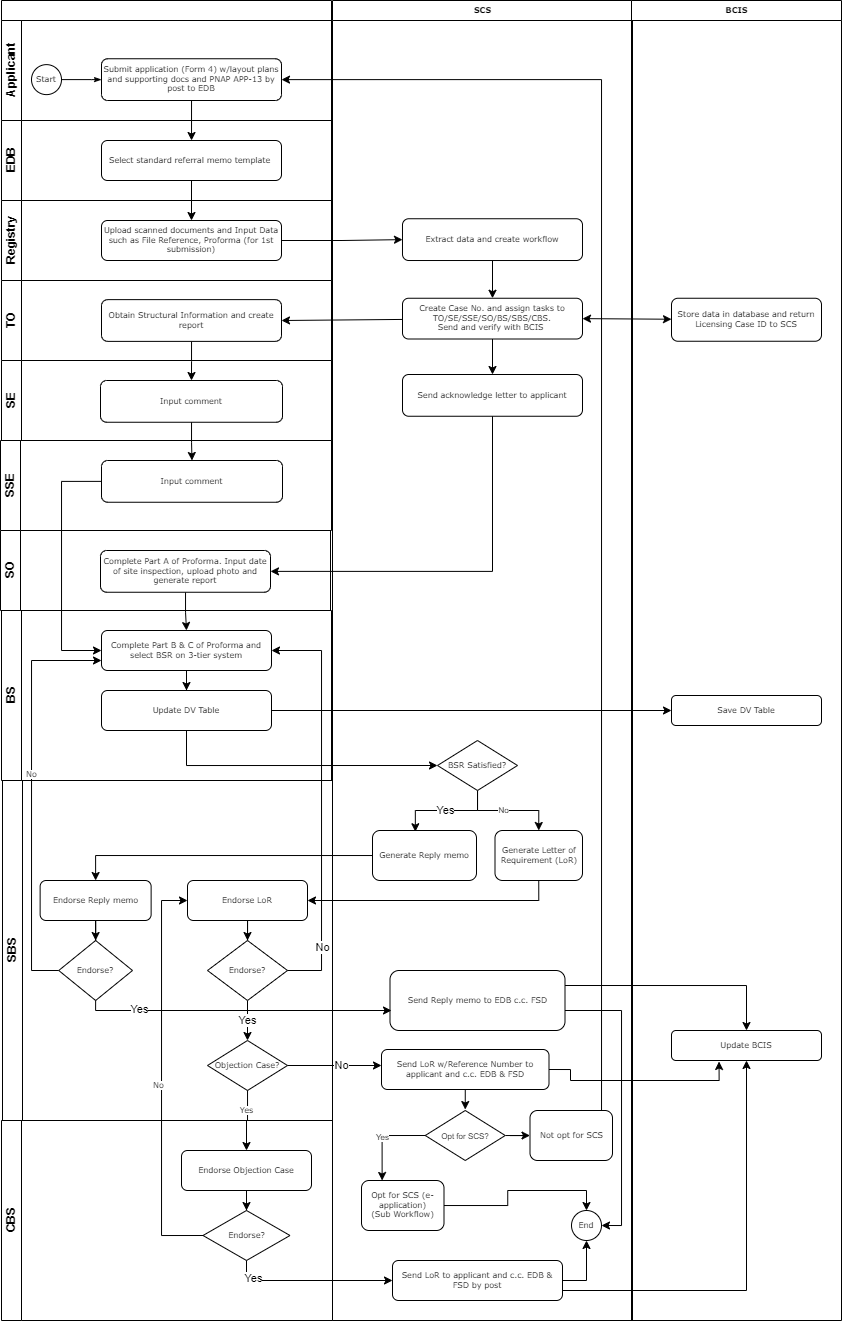 SCS
BCIS
Applicant
Start
Submit application (Form 4) w/layout plans
and supporting docs and PNAP APP-13 by
post to EDB
EDB
Select standard referral memo template
Registry
Upload scanned documents and Input Data
such as File Reference, Proforma (for 1st
submission)
Extract data and create workflow
TO
Obtain Structural Information and create
report
Create Case No. and assign tasks to
TO/SE/SSE/SO/BS/SBS/CBS.
Send and verify with BCIS
Store data in database and return
Licensing Case ID to SCS
SE
Input comment
Send acknowledge letter to applicant
SSE
Input comment
SO
Complete Part A of Proforma. Input date
of site inspection, upload photo and
generate report
BS
Complete Part B & C of Proforma and
select BSR on 3-tier system
Update DV Table
Save DV Table
BSR Satisfied?
No
Yes
No
SBS
Generate Reply memo
Generate Letter of
Requirement (LoR)
Endorse Reply memo
Endorse LoR
No
Endorse?
Endorse?
Yes
Send Reply memo to EDB c.c. FSD
Yes
Update BCIS
Objection Case?
No
Send LoR w/Reference Number to
applicant and c.c. EDB & FSD
No
Yes
Yes
Opt for SCS?
Not opt for SCS
CBS
Endorse Objection Case
Opt for SCS (e-
application)
(Sub Workflow)
Endorse?
End
Yes
Send LoR to applicant and c.c. EDB &
FSD by post